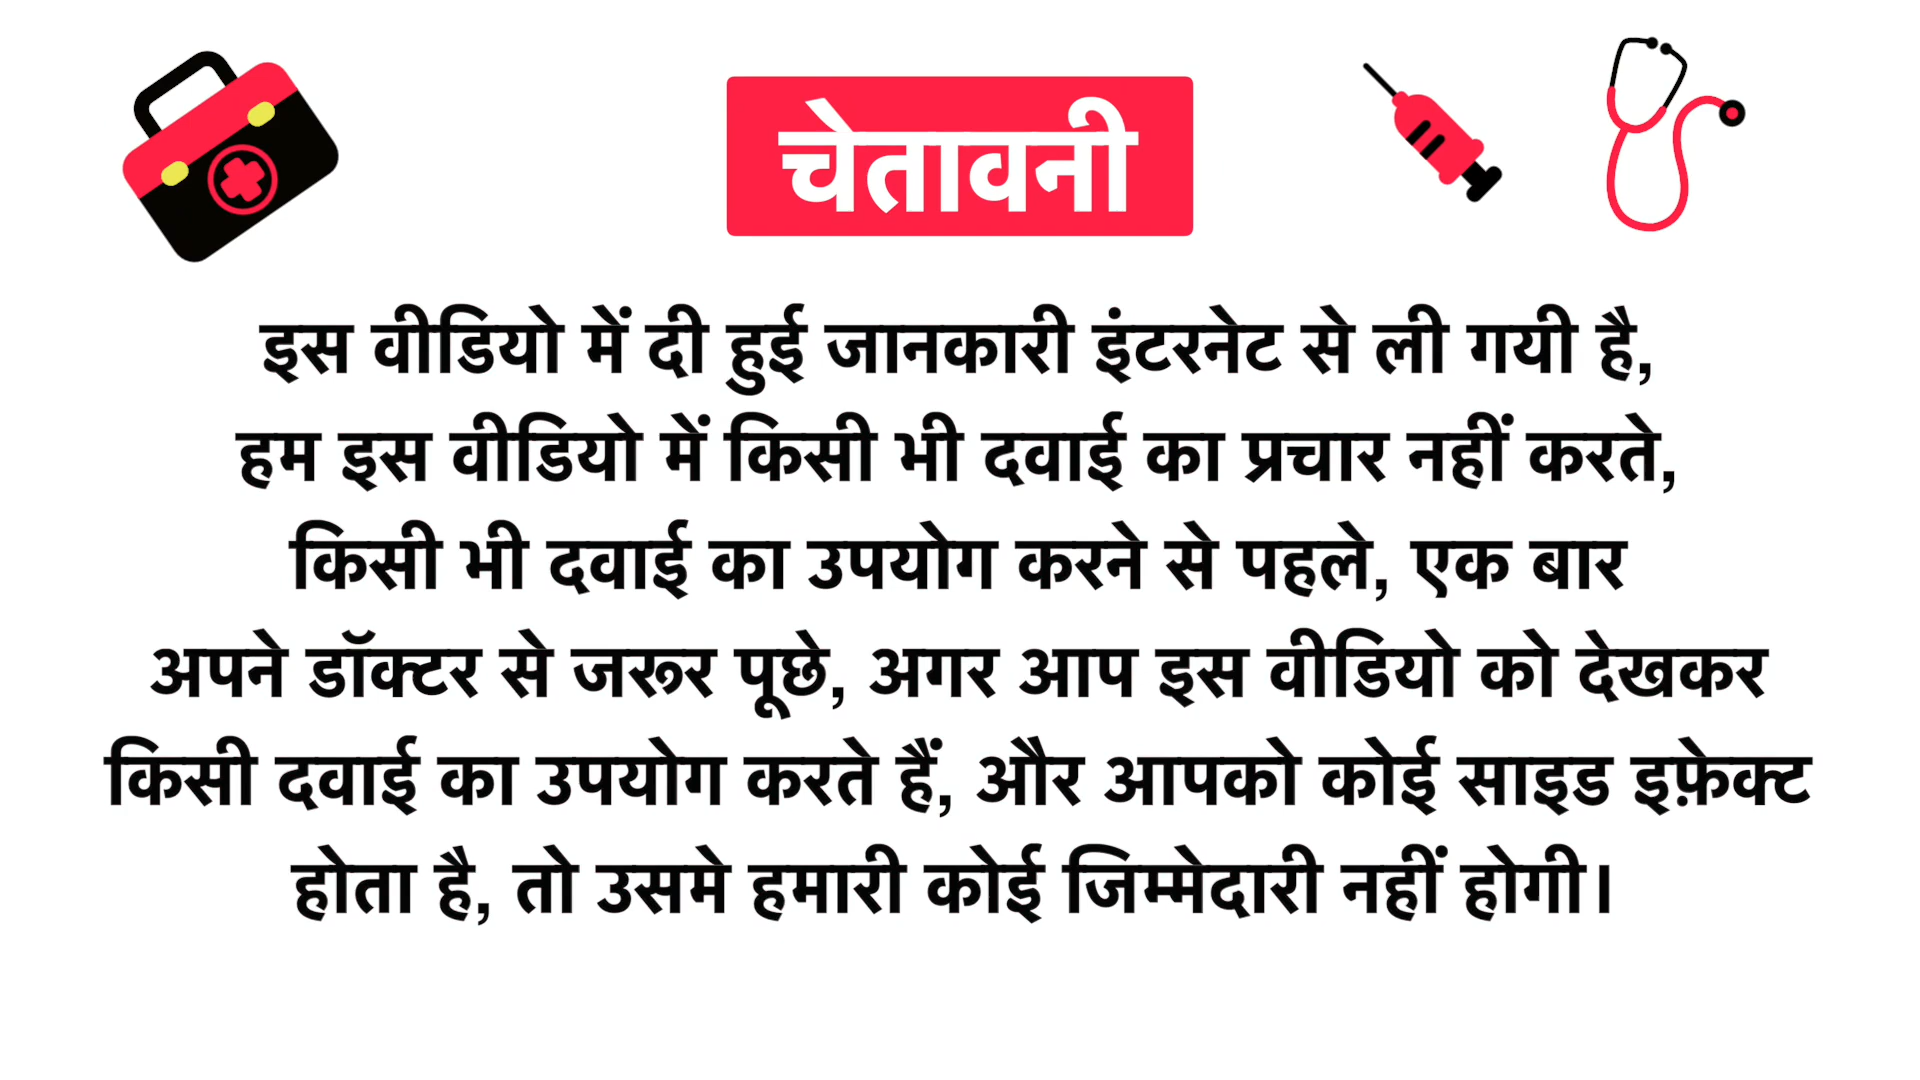 चेतावनी
इस वीडियो में दी हुई जानकारी इंटरनेट से ली गयी है,
हम इस वीडियो में किसी भी दवाई का प्रचार नहीं करते,
किसी भी दवाई का उपयोग करने से पहले, एक बार
अपने डॉक्टर से जरूर पूछे, अगर आप इस वीडियो को देखकर
किसी दवाई का उपयोग करते हैं, और आपको कोई साइड इफ़ेक्ट
होता है, तो उसमे हमारी कोई जिम्मेदारी नहीं होगी।